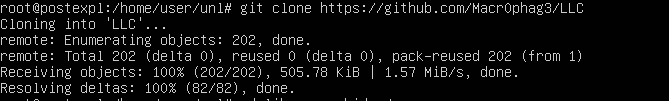 root@postexpl:/home/user/unl# git clone https://github.com/Macr0phag3/LLC
Cloning into 'LLC'...
remote: Enumerating objects: 202, done.
remote: Total 202 (delta 0), reused 0 (delta 0), pack-reused 202 (from 1)
Receiving objects: 100% (202/202), 505.78 KiB | 1.57 MiB/s, done.
Resolving deltas: 100% (82/82), done.